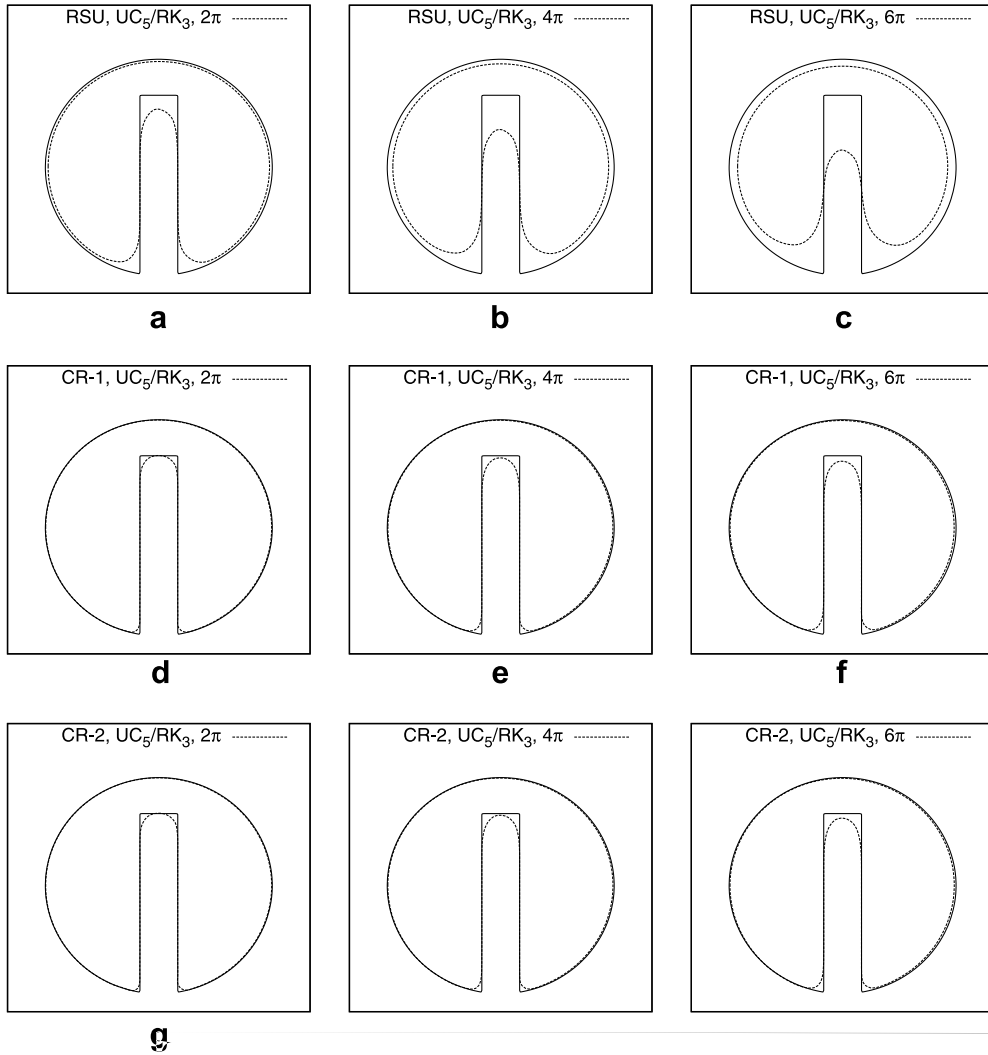 RSU, UC₅/RK₃, 2π
RSU, UC₅/RK₃, 4π
RSU, UC₅/RK₃, 6π
a
b
c
CR-1, UC₅/RK₃, 2π
CR-1, UC₅/RK₃, 4π
CR-1, UC₅/RK₃, 6π
d
e
f
CR-2, UC₅/RK₃, 2π
CR-2, UC₅/RK₃, 4π
CR-2, UC₅/RK₃, 6π
g